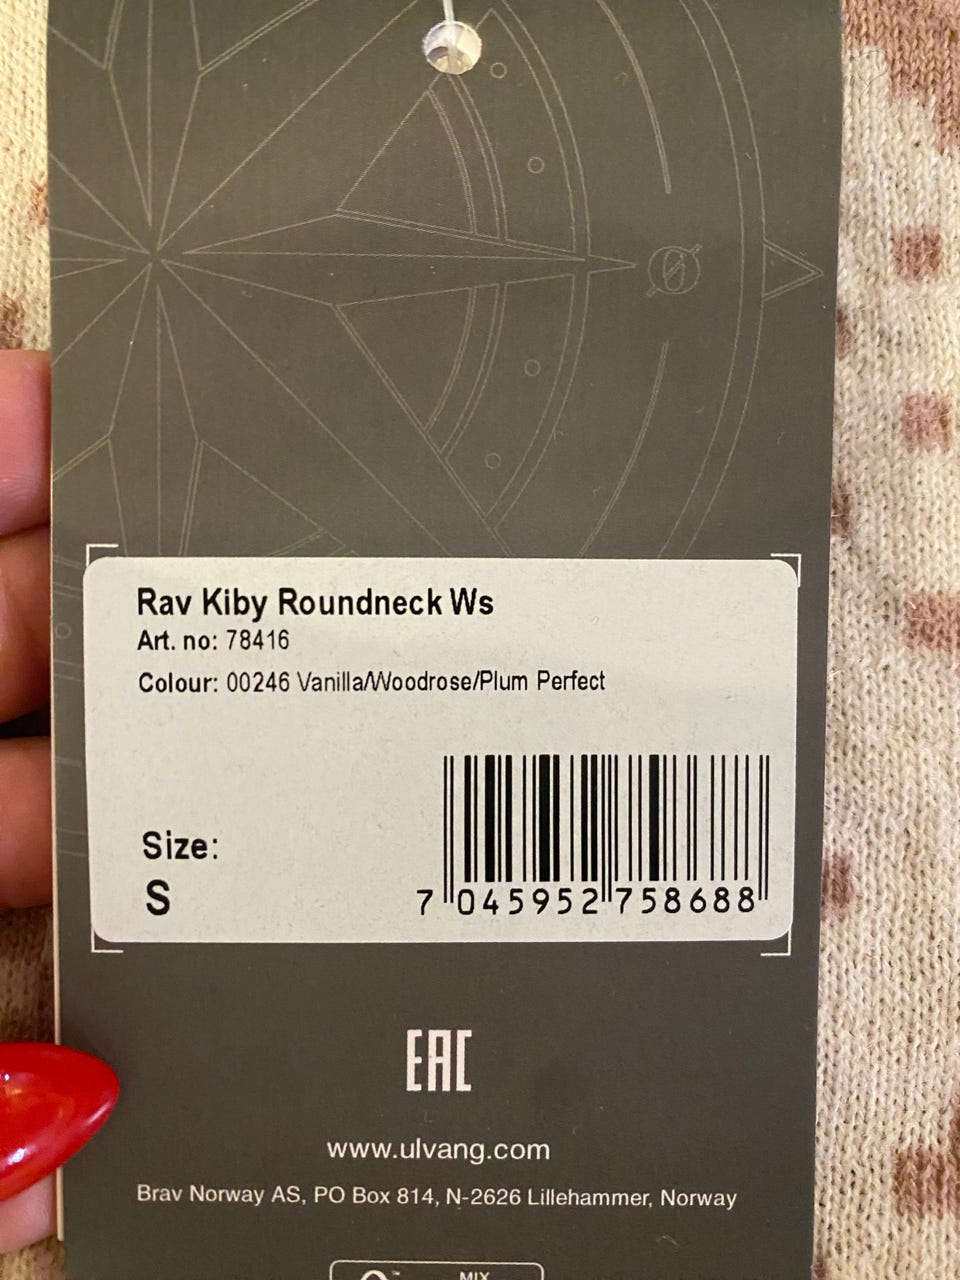 Rav Kiby Roundneck Ws
Art. no: 78416
Colour: 00246 Vanilla/Woodrose/Plum Perfect
Size:
S
7 045952 758688
EAC
www.ulvang.com
Brav Norway AS, PO Box 814, N-2626 Lillehammer, Norway
MIX